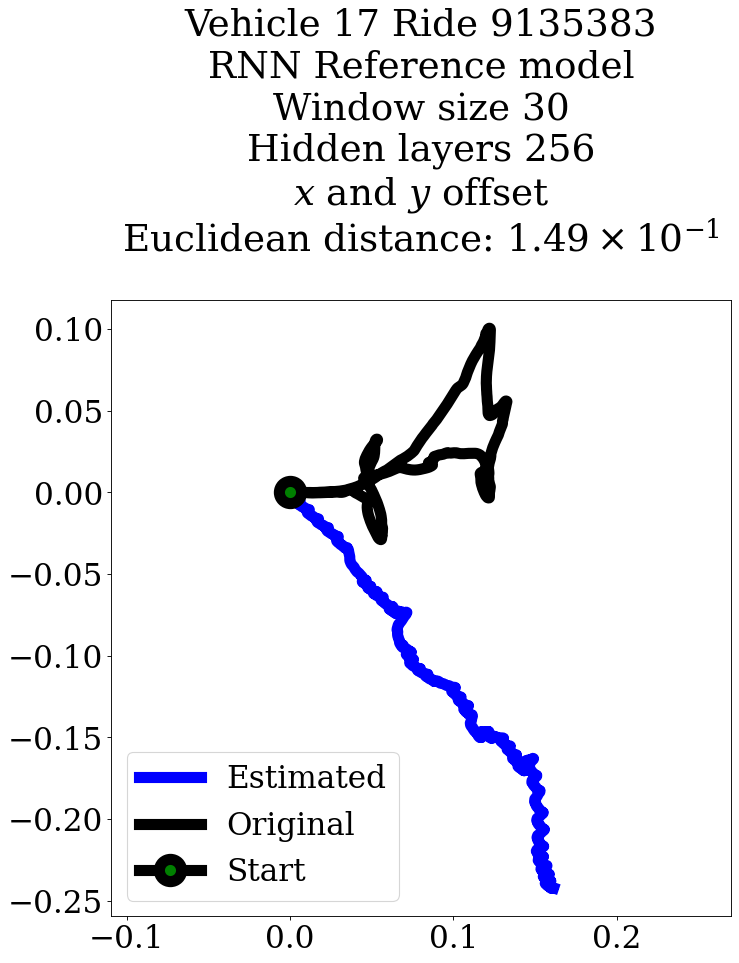 Vehicle 17 Ride 9135383
RNN Reference model
Window size 30
Hidden layers 256
x and y offset
Euclidean distance: 1.49 × 10⁻¹
0.10
0.05
0.00
−0.05
−0.10
−0.15
−0.20
−0.25
Estimated
Original
Start
−0.1 0.0 0.1 0.2